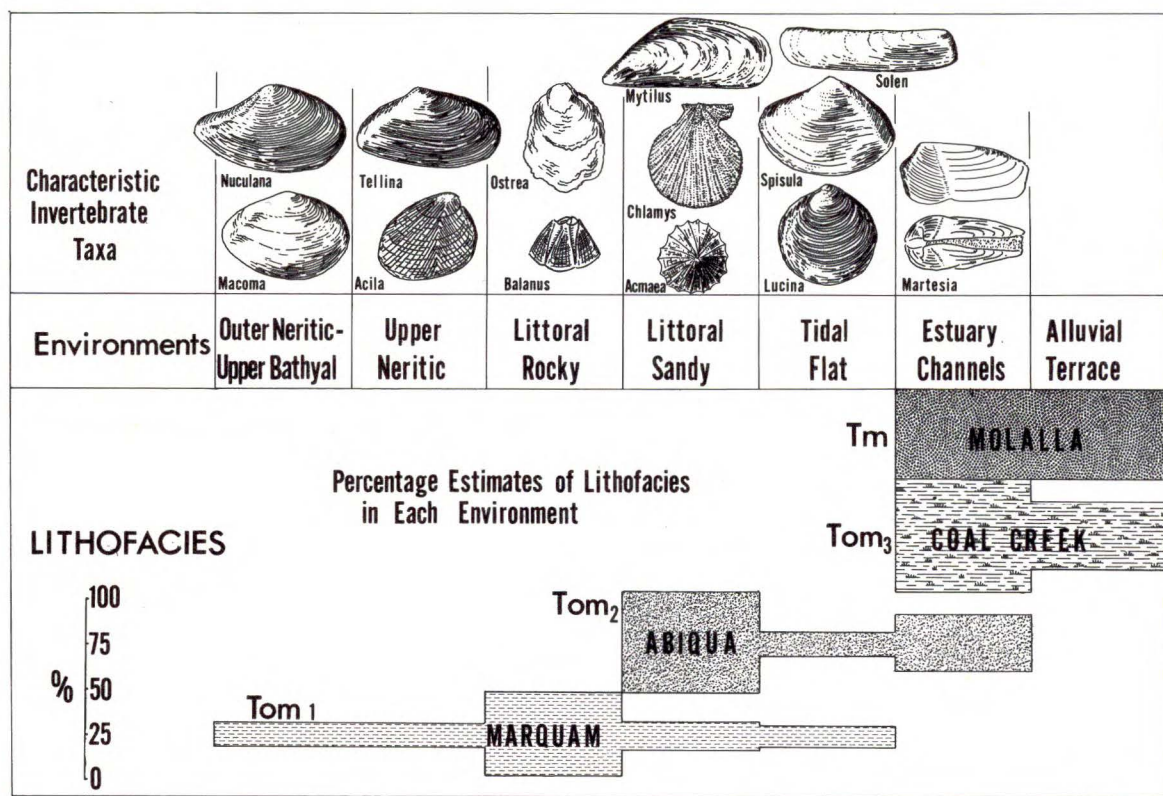 Characteristic
Invertebrate
Taxa
Nuculana
Macoma
Tellina
Acila
Ostrea
Balanus
Mytilus
Chlamys
Acmaea
Solen
Spisula
Lucina
Martesia
Environments
Outer Neritic-
Upper Bathyal
Upper
Neritic
Littoral
Rocky
Littoral
Sandy
Tidal
Flat
Estuary
Channels
Alluvial
Terrace
Percentage Estimates of Lithofacies
in Each Environment
LITHOFACIES
Tm
MOLALLA
Tom3
COAL CREEK
Tom2
ABIQUA
Tom 1
MARQUAM
%
100
75
50
25
0